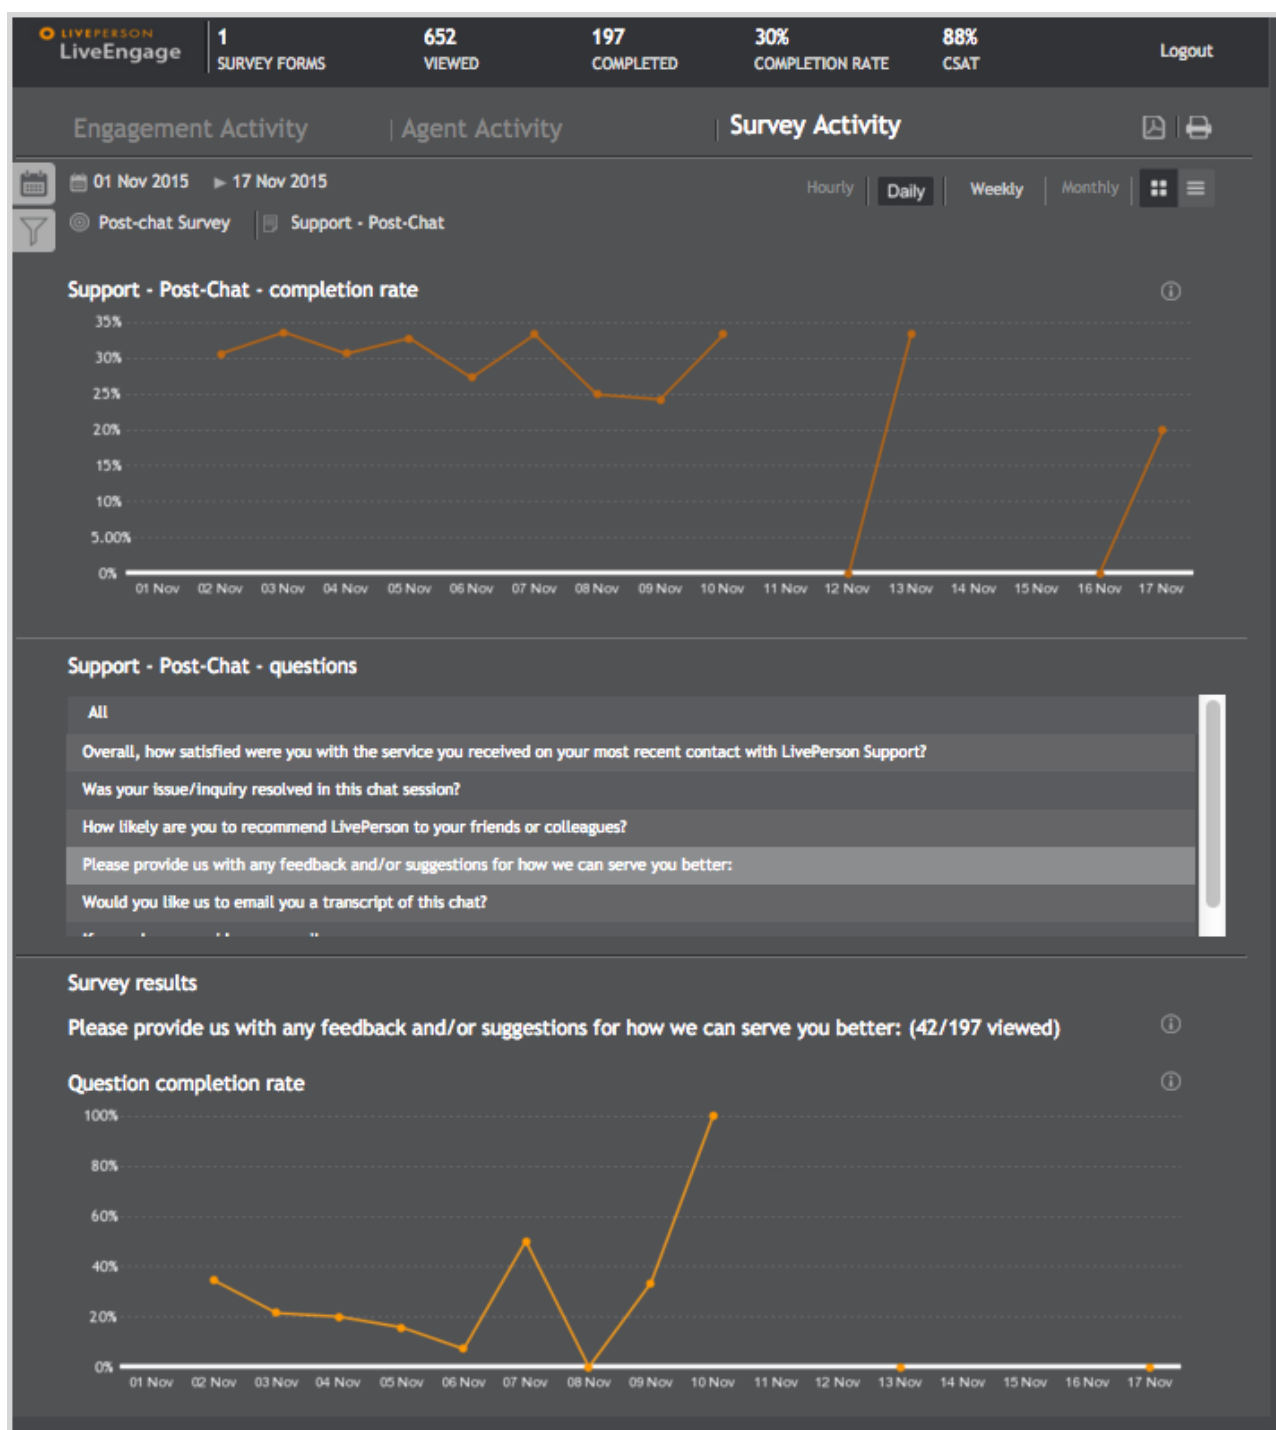 LIVEPERSON
LiveEngage
1 652 197 30% 88%
SURVEY FORMS VIEWED COMPLETED COMPLETION RATE CSAT Logout
Engagement Activity Agent Activity Survey Activity
01 Nov 2015 17 Nov 2015 Hourly Daily Weekly Monthly
Post-chat Survey Support - Post-Chat
Support - Post-Chat - completion rate
35%
30%
25%
20%
15%
10%
5.00%
0%
01 Nov 02 Nov 03 Nov 04 Nov 05 Nov 06 Nov 07 Nov 08 Nov 09 Nov 10 Nov 11 Nov 12 Nov 13 Nov 14 Nov 15 Nov 16 Nov 17 Nov
Support - Post-Chat - questions
All
Overall, how satisfied were you with the service you received on your most recent contact with LivePerson Support?
Was your issue/inquiry resolved in this chat session?
How likely are you to recommend LivePerson to your friends or colleagues?
Please provide us with any feedback and/or suggestions for how we can serve you better:
Would you like us to email you a transcript of this chat?
Survey results
Please provide us with any feedback and/or suggestions for how we can serve you better: (42/197 viewed)
Question completion rate
100%
80%
60%
40%
20%
0%
01 Nov 02 Nov 03 Nov 04 Nov 05 Nov 06 Nov 07 Nov 08 Nov 09 Nov 10 Nov 11 Nov 12 Nov 13 Nov 14 Nov 15 Nov 16 Nov 17 Nov